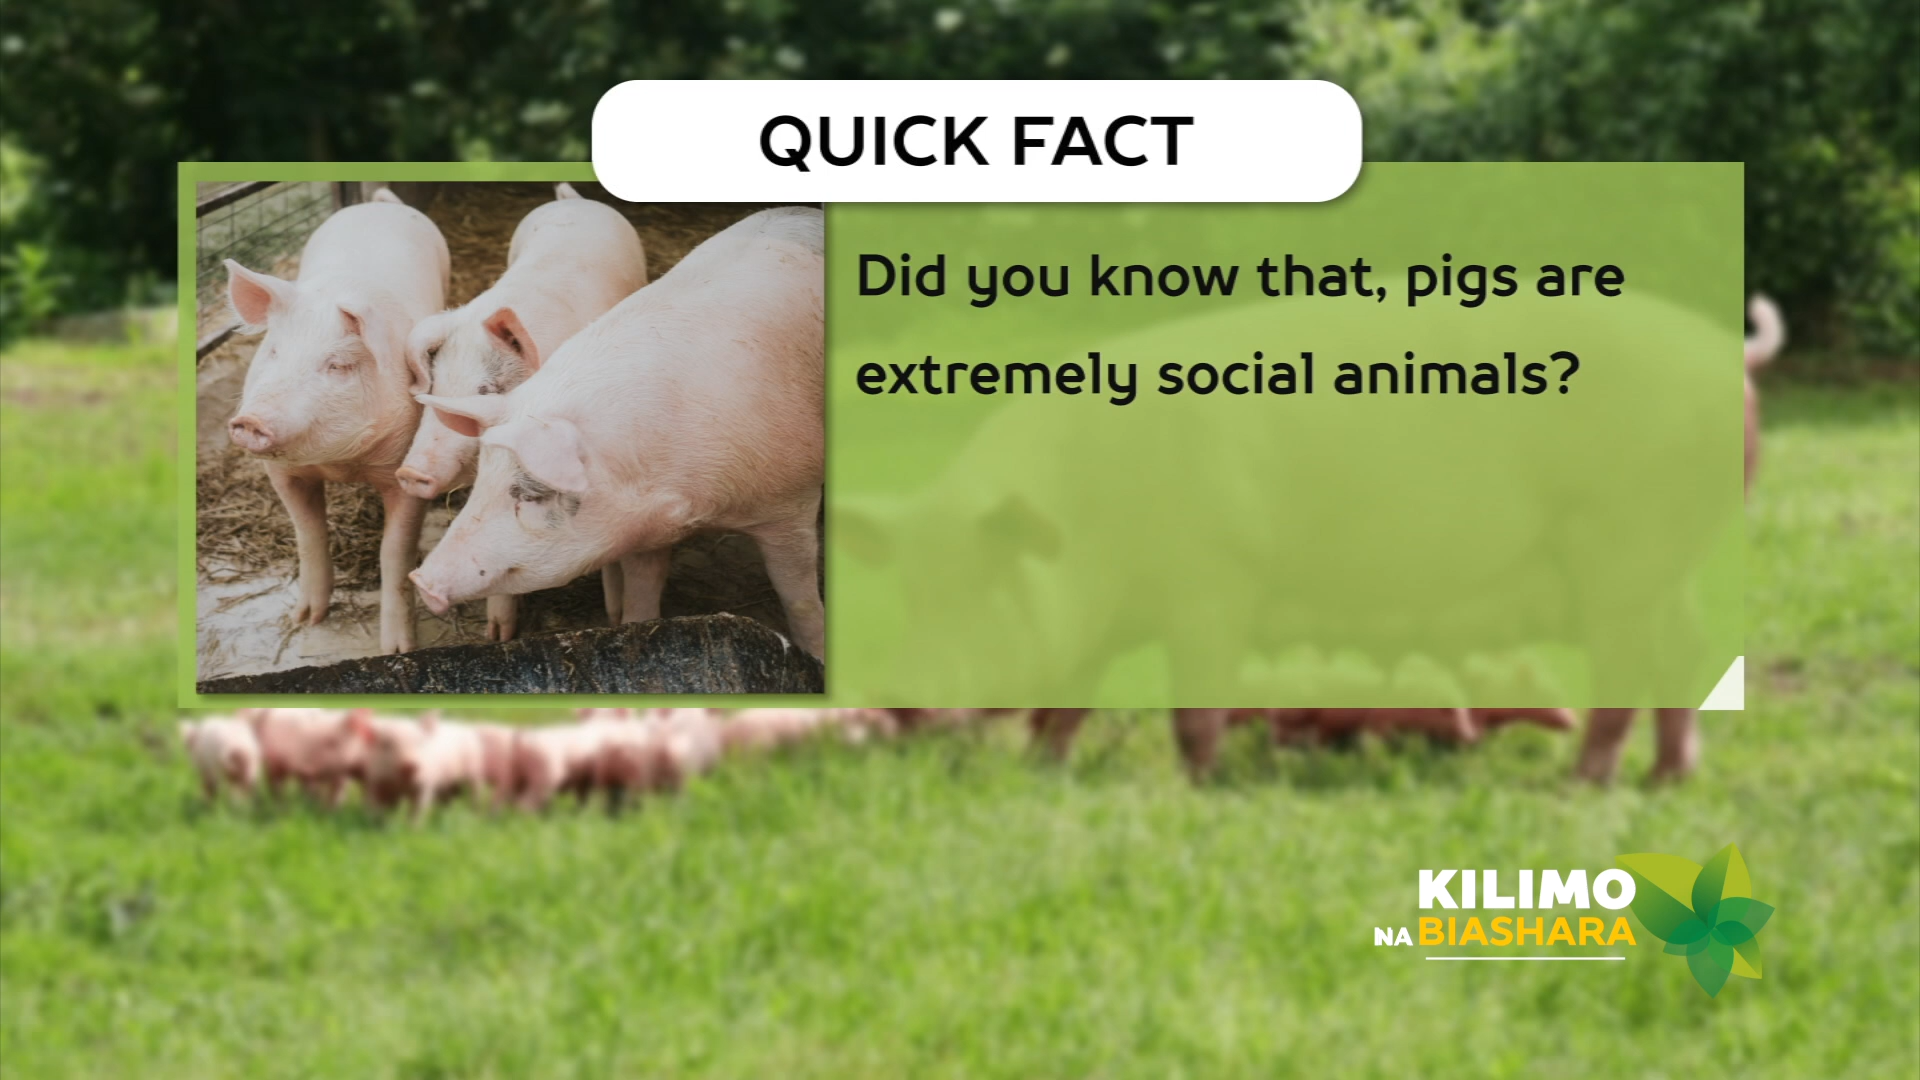 QUICK FACT
Did you know that, pigs are
extremely social animals?
KILIMO
NA BIASHARA